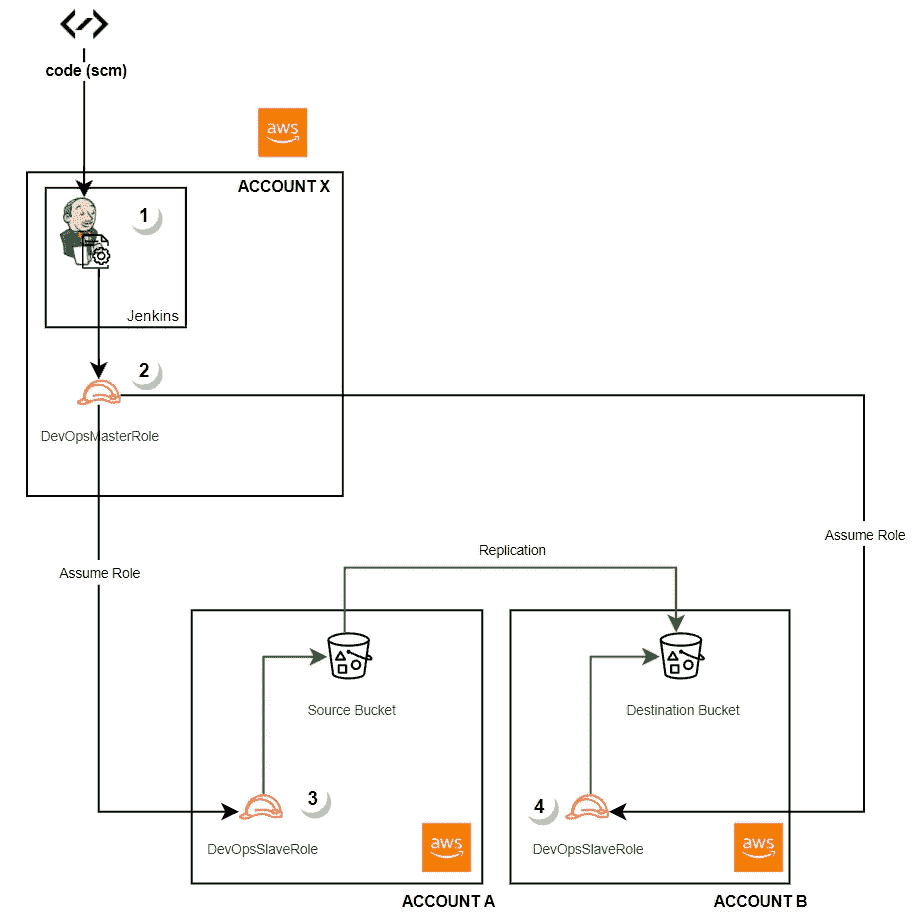 code (scm)
aws
ACCOUNT X
1
Jenkins
2
DevOpsMasterRole
Assume Role
Assume Role
Replication
Source Bucket
Destination Bucket
3
4
DevOpsSlaveRole
DevOpsSlaveRole
aws
aws
ACCOUNT A
ACCOUNT B